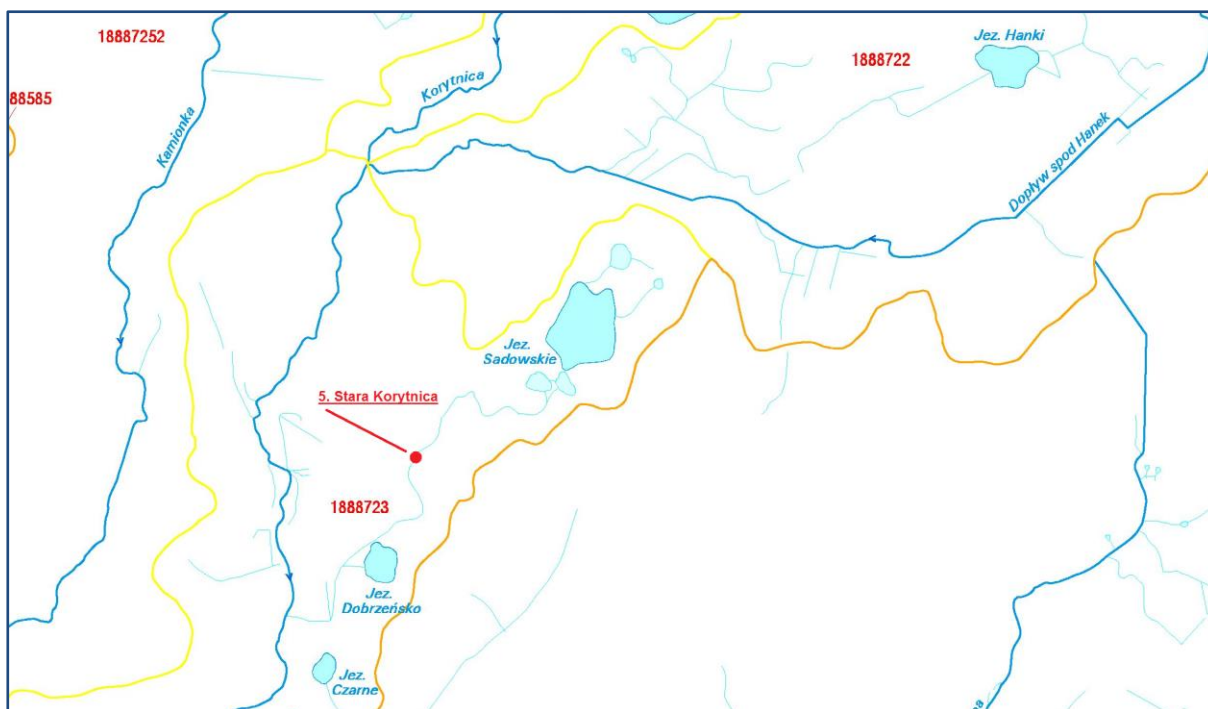 18887252
Jez. Hanki
1888722
Korytnica
88585
Kamionka
Dopływ spod Hanek
Jez.
Sadowskie
5. Stara Korytnica
1888723
Jez.
Dobrzeńsko
Jez.
Czarne